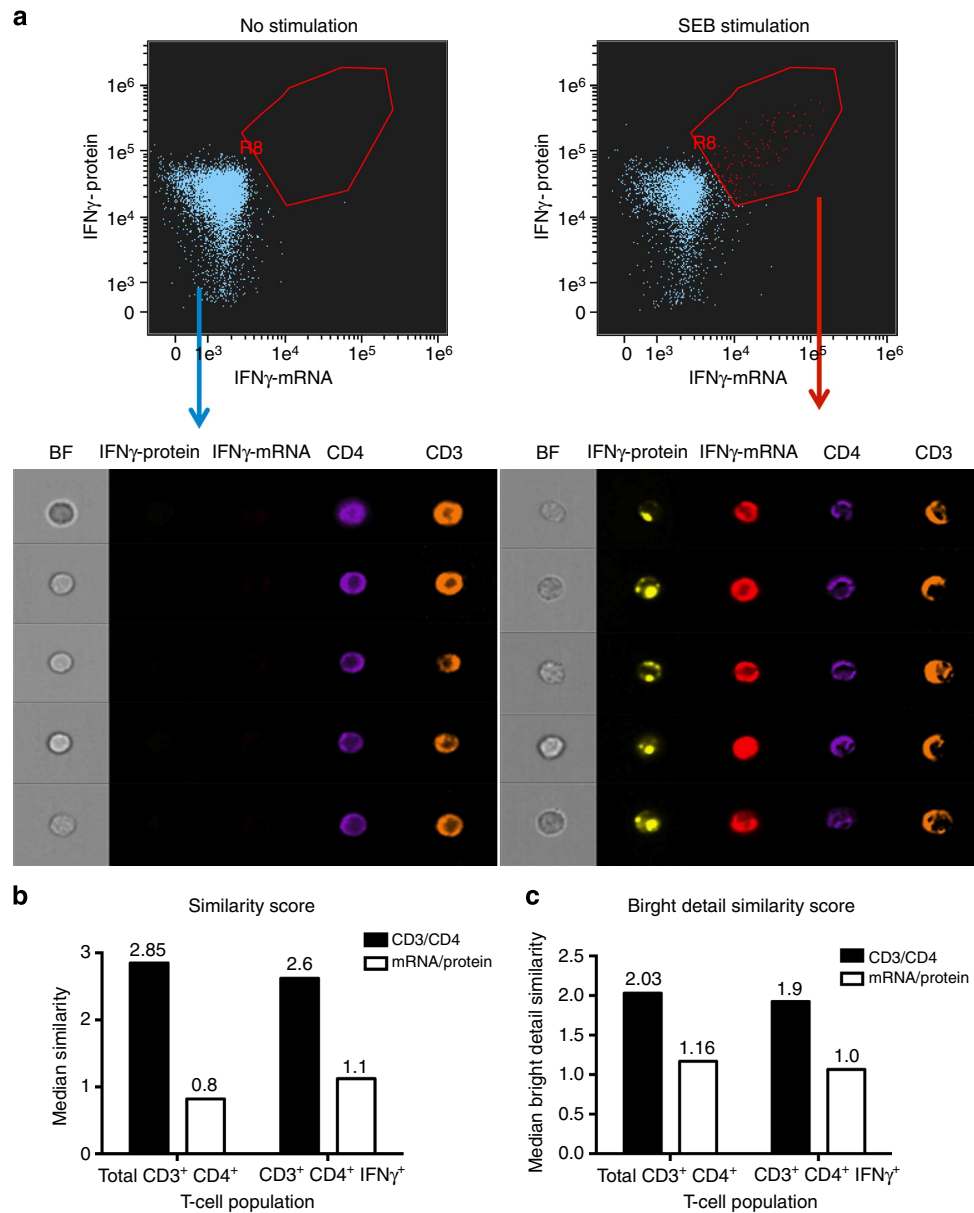 a
No stimulation
SEB stimulation
1e⁶
1e⁵
1e⁴
1e³
0
IFNγ- protein
R8
0 1e³ 10⁴ 10⁵ 10⁶
IFNγ-mRNA
1e⁶
1e⁵
1e⁴
1e³
0
IFNγ- protein
R8
0 1e³ 10⁴ 10⁵ 1e⁶
IFNγ-mRNA
BF IFNγ-protein IFNγ-mRNA CD4 CD3
BF IFNγ-protein IFNγ-mRNA CD4 CD3
b
Similarity score
CD3/CD4
mRNA/protein
Median similarity
3
2
1
0
2.85
0.8
2.6
1.1
Total CD3⁺ CD4⁺ CD3⁺ CD4⁺ IFNγ⁺
T-cell population
c
Birght detail similarity score
CD3/CD4
mRNA/protein
Median bright detail similarity
2.5
2.0
1.5
1.0
0.5
0.0
2.03
1.16
1.9
1.0
Total CD3⁺ CD4⁺ CD3⁺ CD4⁺ IFNγ⁺
T-cell population